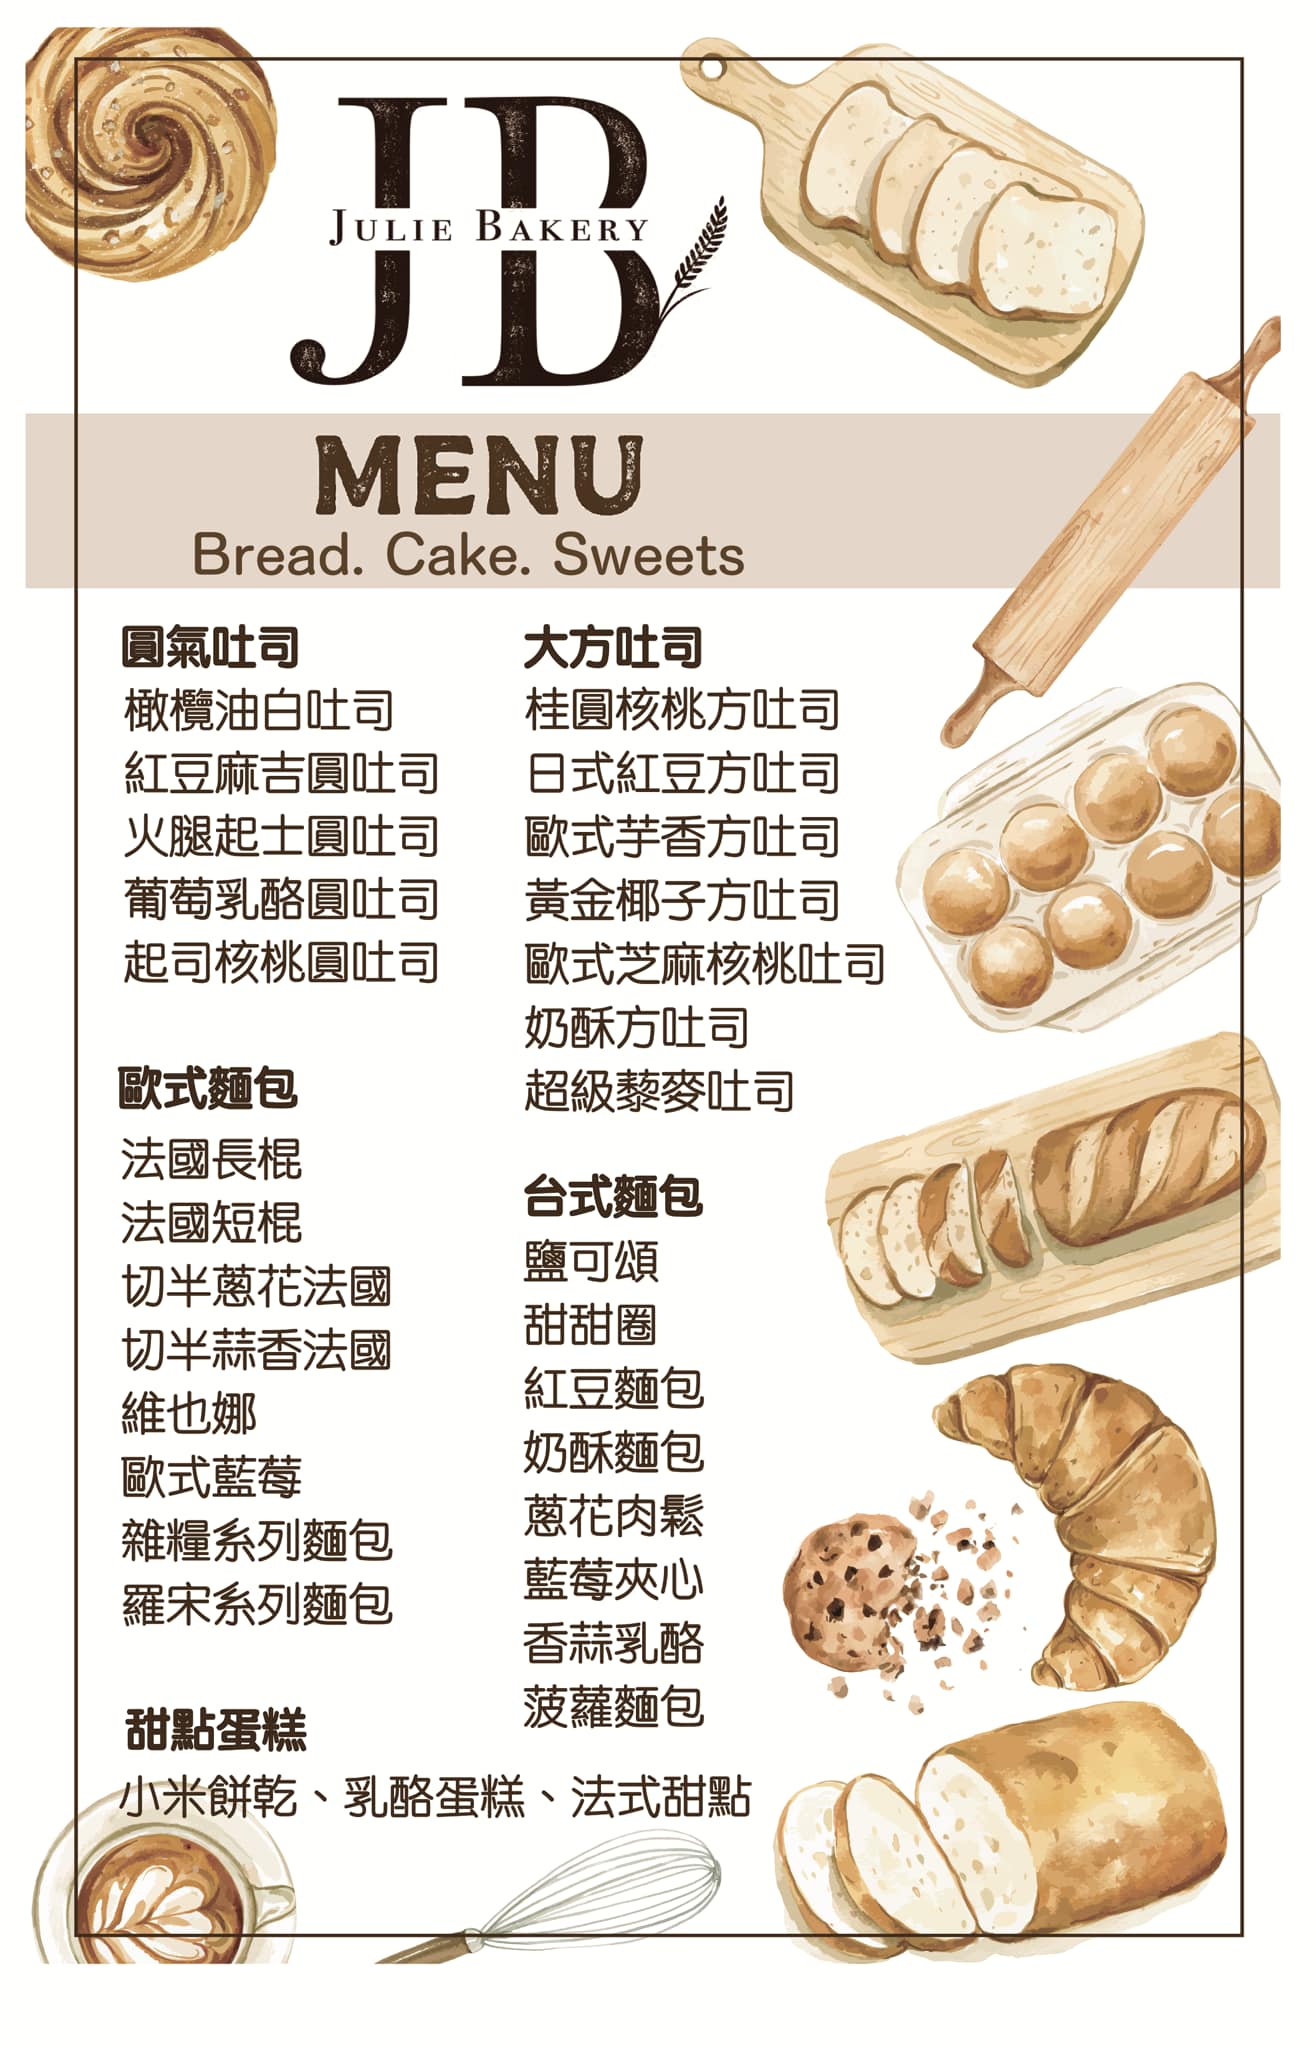 JB
JULIE BAKERY
MENU
Bread. Cake. Sweets
圓氣吐司
橄欖油白吐司
紅豆麻吉圓吐司
火腿起士圓吐司
葡萄乳酪圓吐司
起司核桃圓吐司
歐式麵包
法國長棍
法國短棍
切半蔥花法國
切半蒜香法國
維也娜
歐式藍莓
雜糧系列麵包
羅宋系列麵包
大方吐司
桂圓核桃方吐司
日式紅豆方吐司
歐式芋香方吐司
黃金椰子方吐司
歐式芝麻核桃吐司
奶酥方吐司
超級藜麥吐司
台式麵包
鹽可頌
甜甜圈
紅豆麵包
奶酥麵包
蔥花肉鬆
藍莓夾心
香蒜乳酪
菠蘿麵包
甜點蛋糕
小米餅乾、乳酪蛋糕、法式甜點